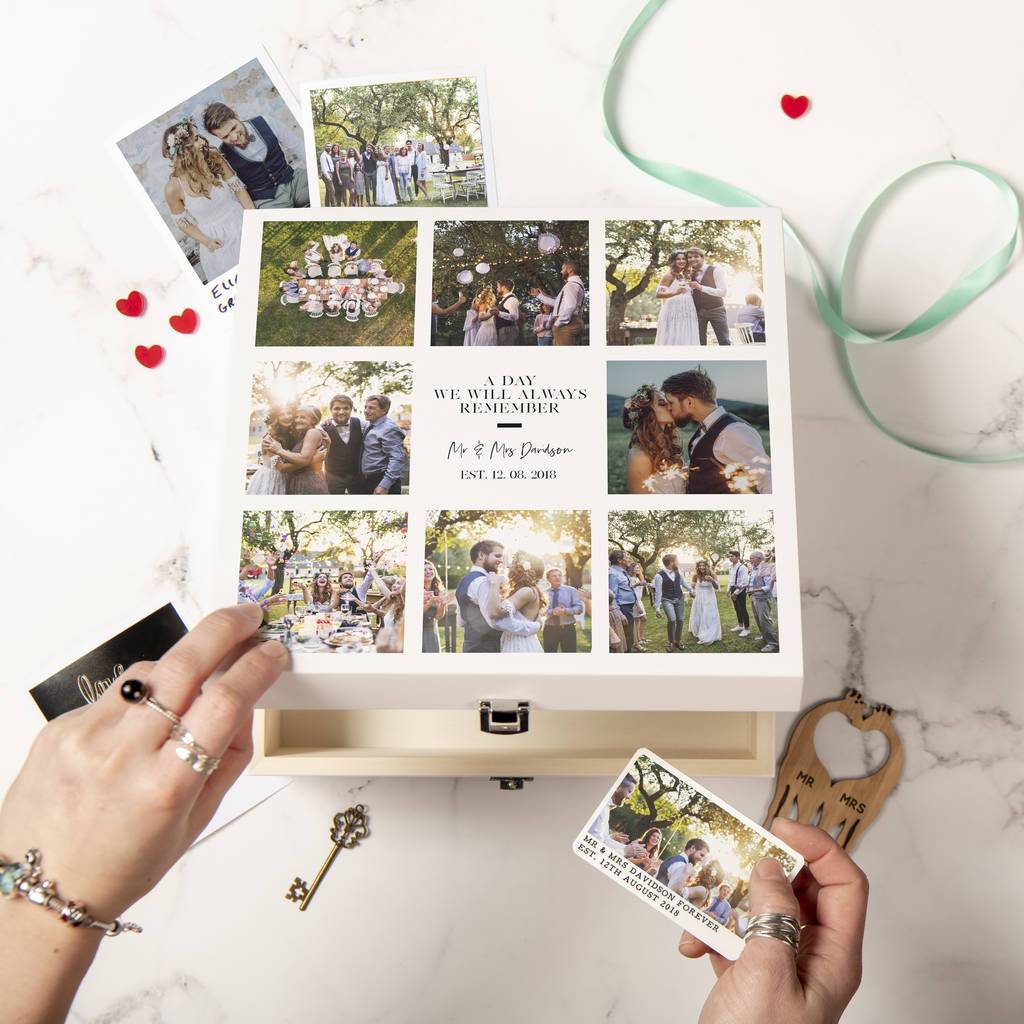 A DAY
WE WILL ALWAYS
REMEMBER
Mr & Mrs Davidson
EST. 12. 08. 2018
love
MR
MRS
MR & MRS DAVIDSON FOREVER
EST. 12TH AUGUST 2018